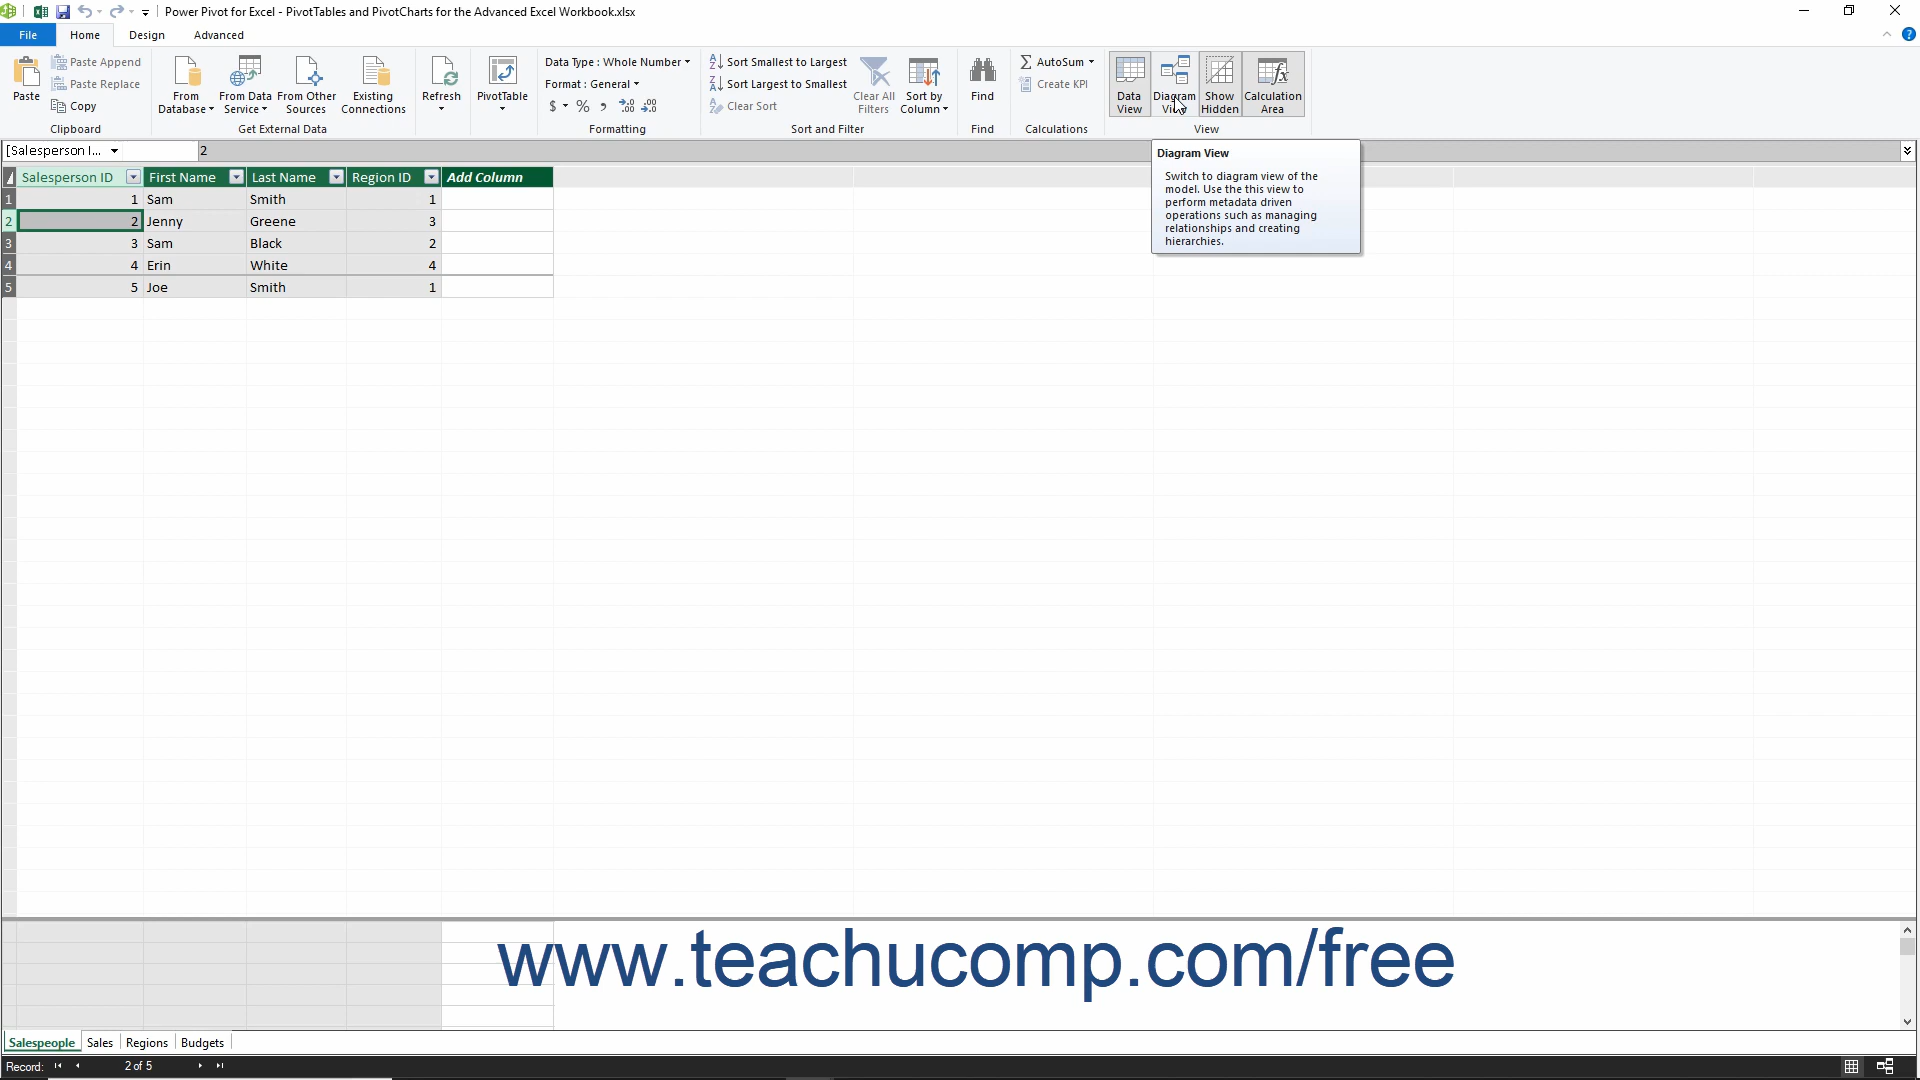 Power Pivot for Excel - PivotTables and PivotCharts for the Advanced Excel Workbook.xlsx
File Home Design Advanced
Paste
Paste Append
Paste Replace
Copy
Clipboard
From Database
From Data Service
From Other Sources
Existing Connections
Get External Data
Refresh
PivotTable
Data Type : Whole Number
Format : General
$ % ,
Formatting
Sort Smallest to Largest
Sort Largest to Smallest
Clear Sort
Clear All Filters
Sort by Column
Sort and Filter
Find
Find
AutoSum
Create KPI
Calculations
Data View
Diagram View
Show Hidden
Calculation Area
View
[Salesperson I... 2
Diagram View
Switch to diagram view of the
model. Use the this view to
perform metadata driven
operations such as managing
relationships and creating
hierarchies.
Salesperson ID First Name Last Name Region ID Add Column
1 1 Sam Smith 1
2 2 Jenny Greene 3
3 3 Sam Black 2
4 4 Erin White 4
5 5 Joe Smith 1
www.teachucomp.com/free
Salespeople Sales Regions Budgets
Record: 2 of 5